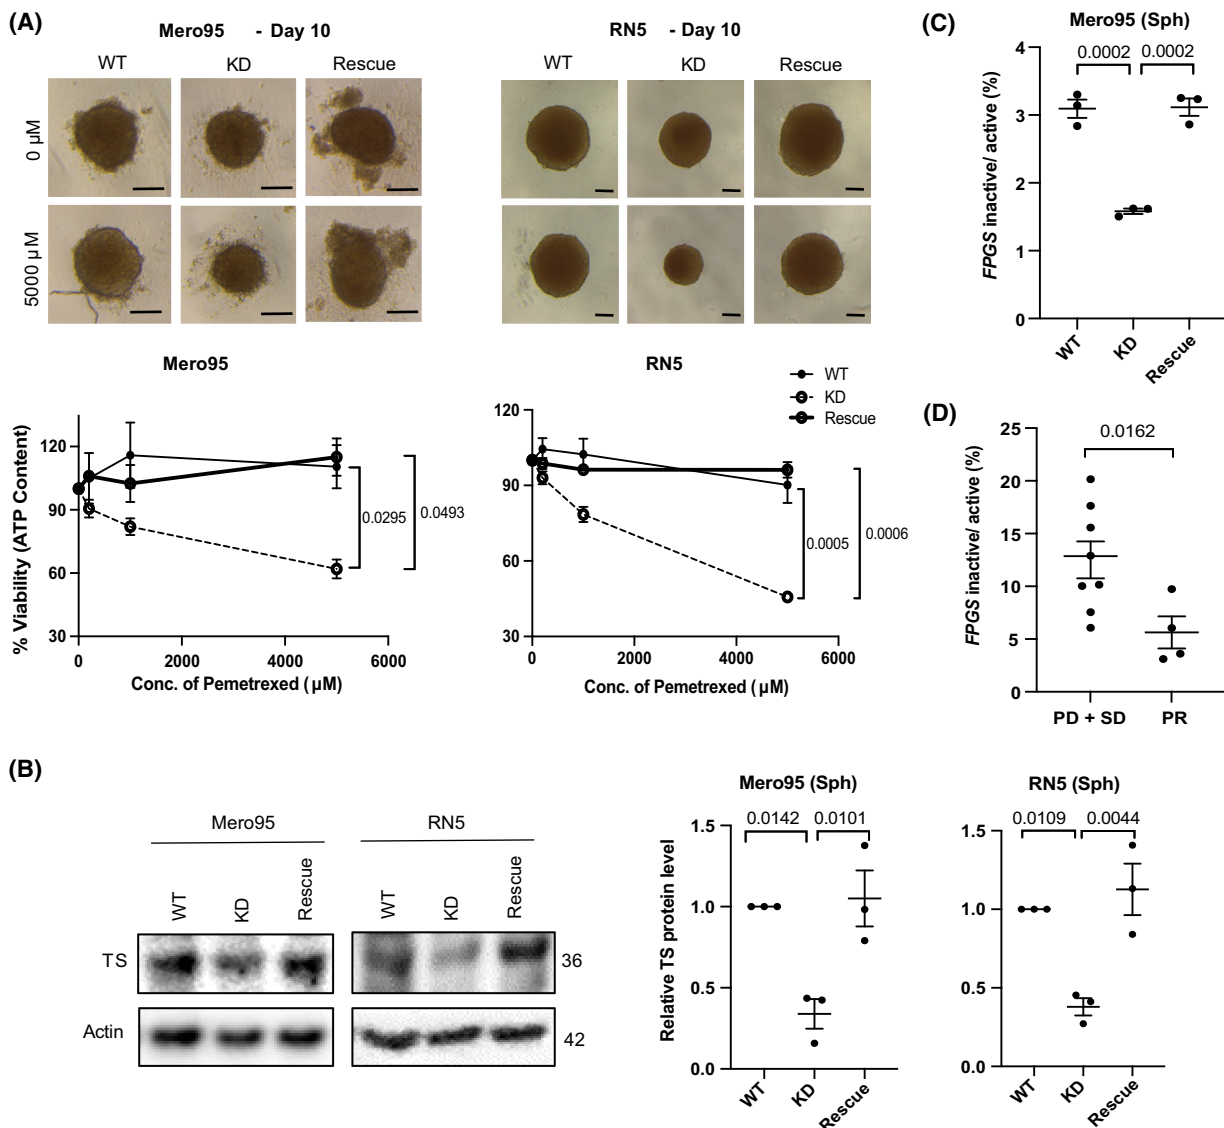 (A)
Mero95 - Day 10
WT KD Rescue
0 µM
5000 µM
RN5 - Day 10
WT KD Rescue
Mero95
% Viability (ATP Content)
120
90
60
30
0.0295
0.0493
0 2000 4000 6000
Conc. of Pemetrexed (µM)
RN5
WT
KD
Rescue
120
90
60
30
0.0005
0.0006
0 2000 4000 6000
Conc. of Pemetrexed (µM)
(B)
Mero95 RN5
WT KD Rescue WT KD Rescue
TS 36
Actin 42
Mero95 (Sph)
0.0142 0.0101
Relative TS protein level
1.5
1.0
0.5
0.0
WT KD Rescue
RN5 (Sph)
0.0109 0.0044
1.5
1.0
0.5
0.0
WT KD Rescue
(C)
Mero95 (Sph)
0.0002 0.0002
FPGS inactive/ active (%)
4
3
2
1
0
WT KD Rescue
(D)
0.0162
FPGS inactive/ active (%)
25
20
15
10
5
0
PD + SD PR